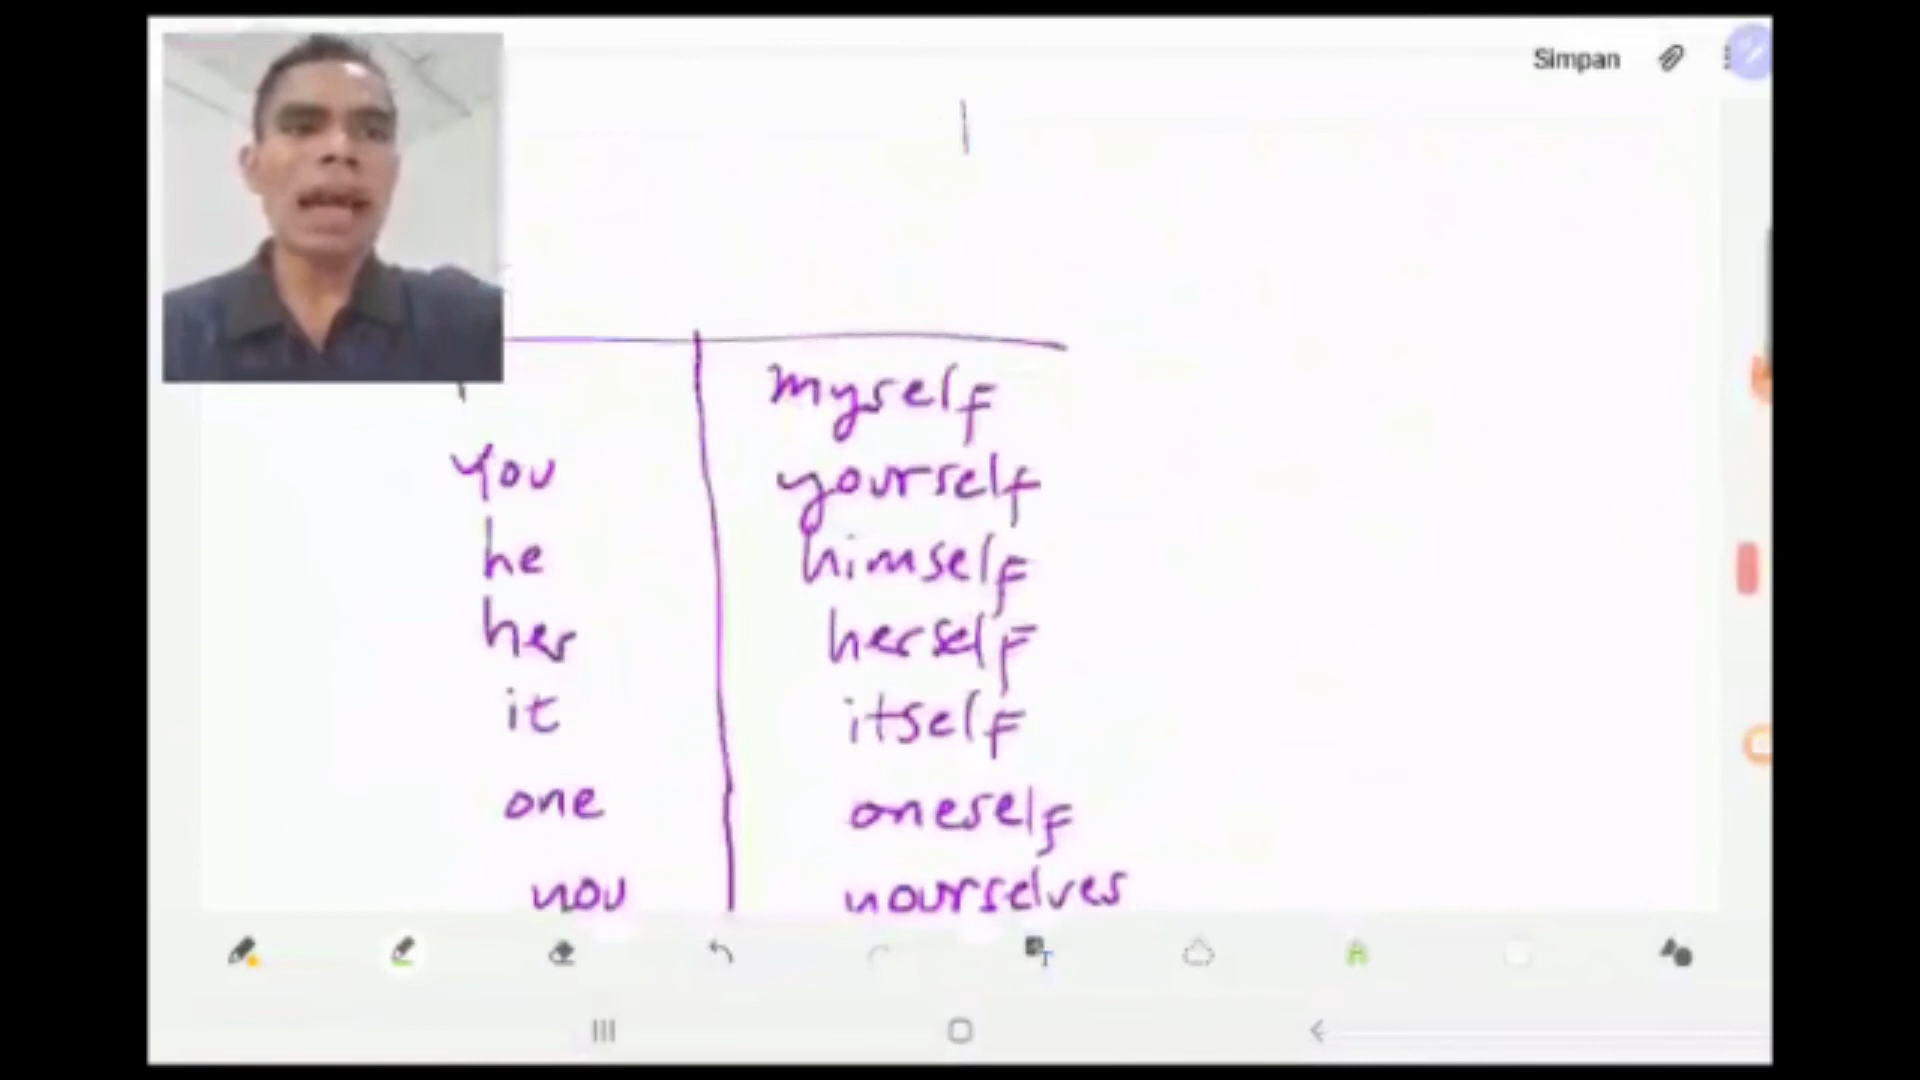 Simpan
myself
You yourself
he himself
her herself
it itself
one oneself
you yourselves